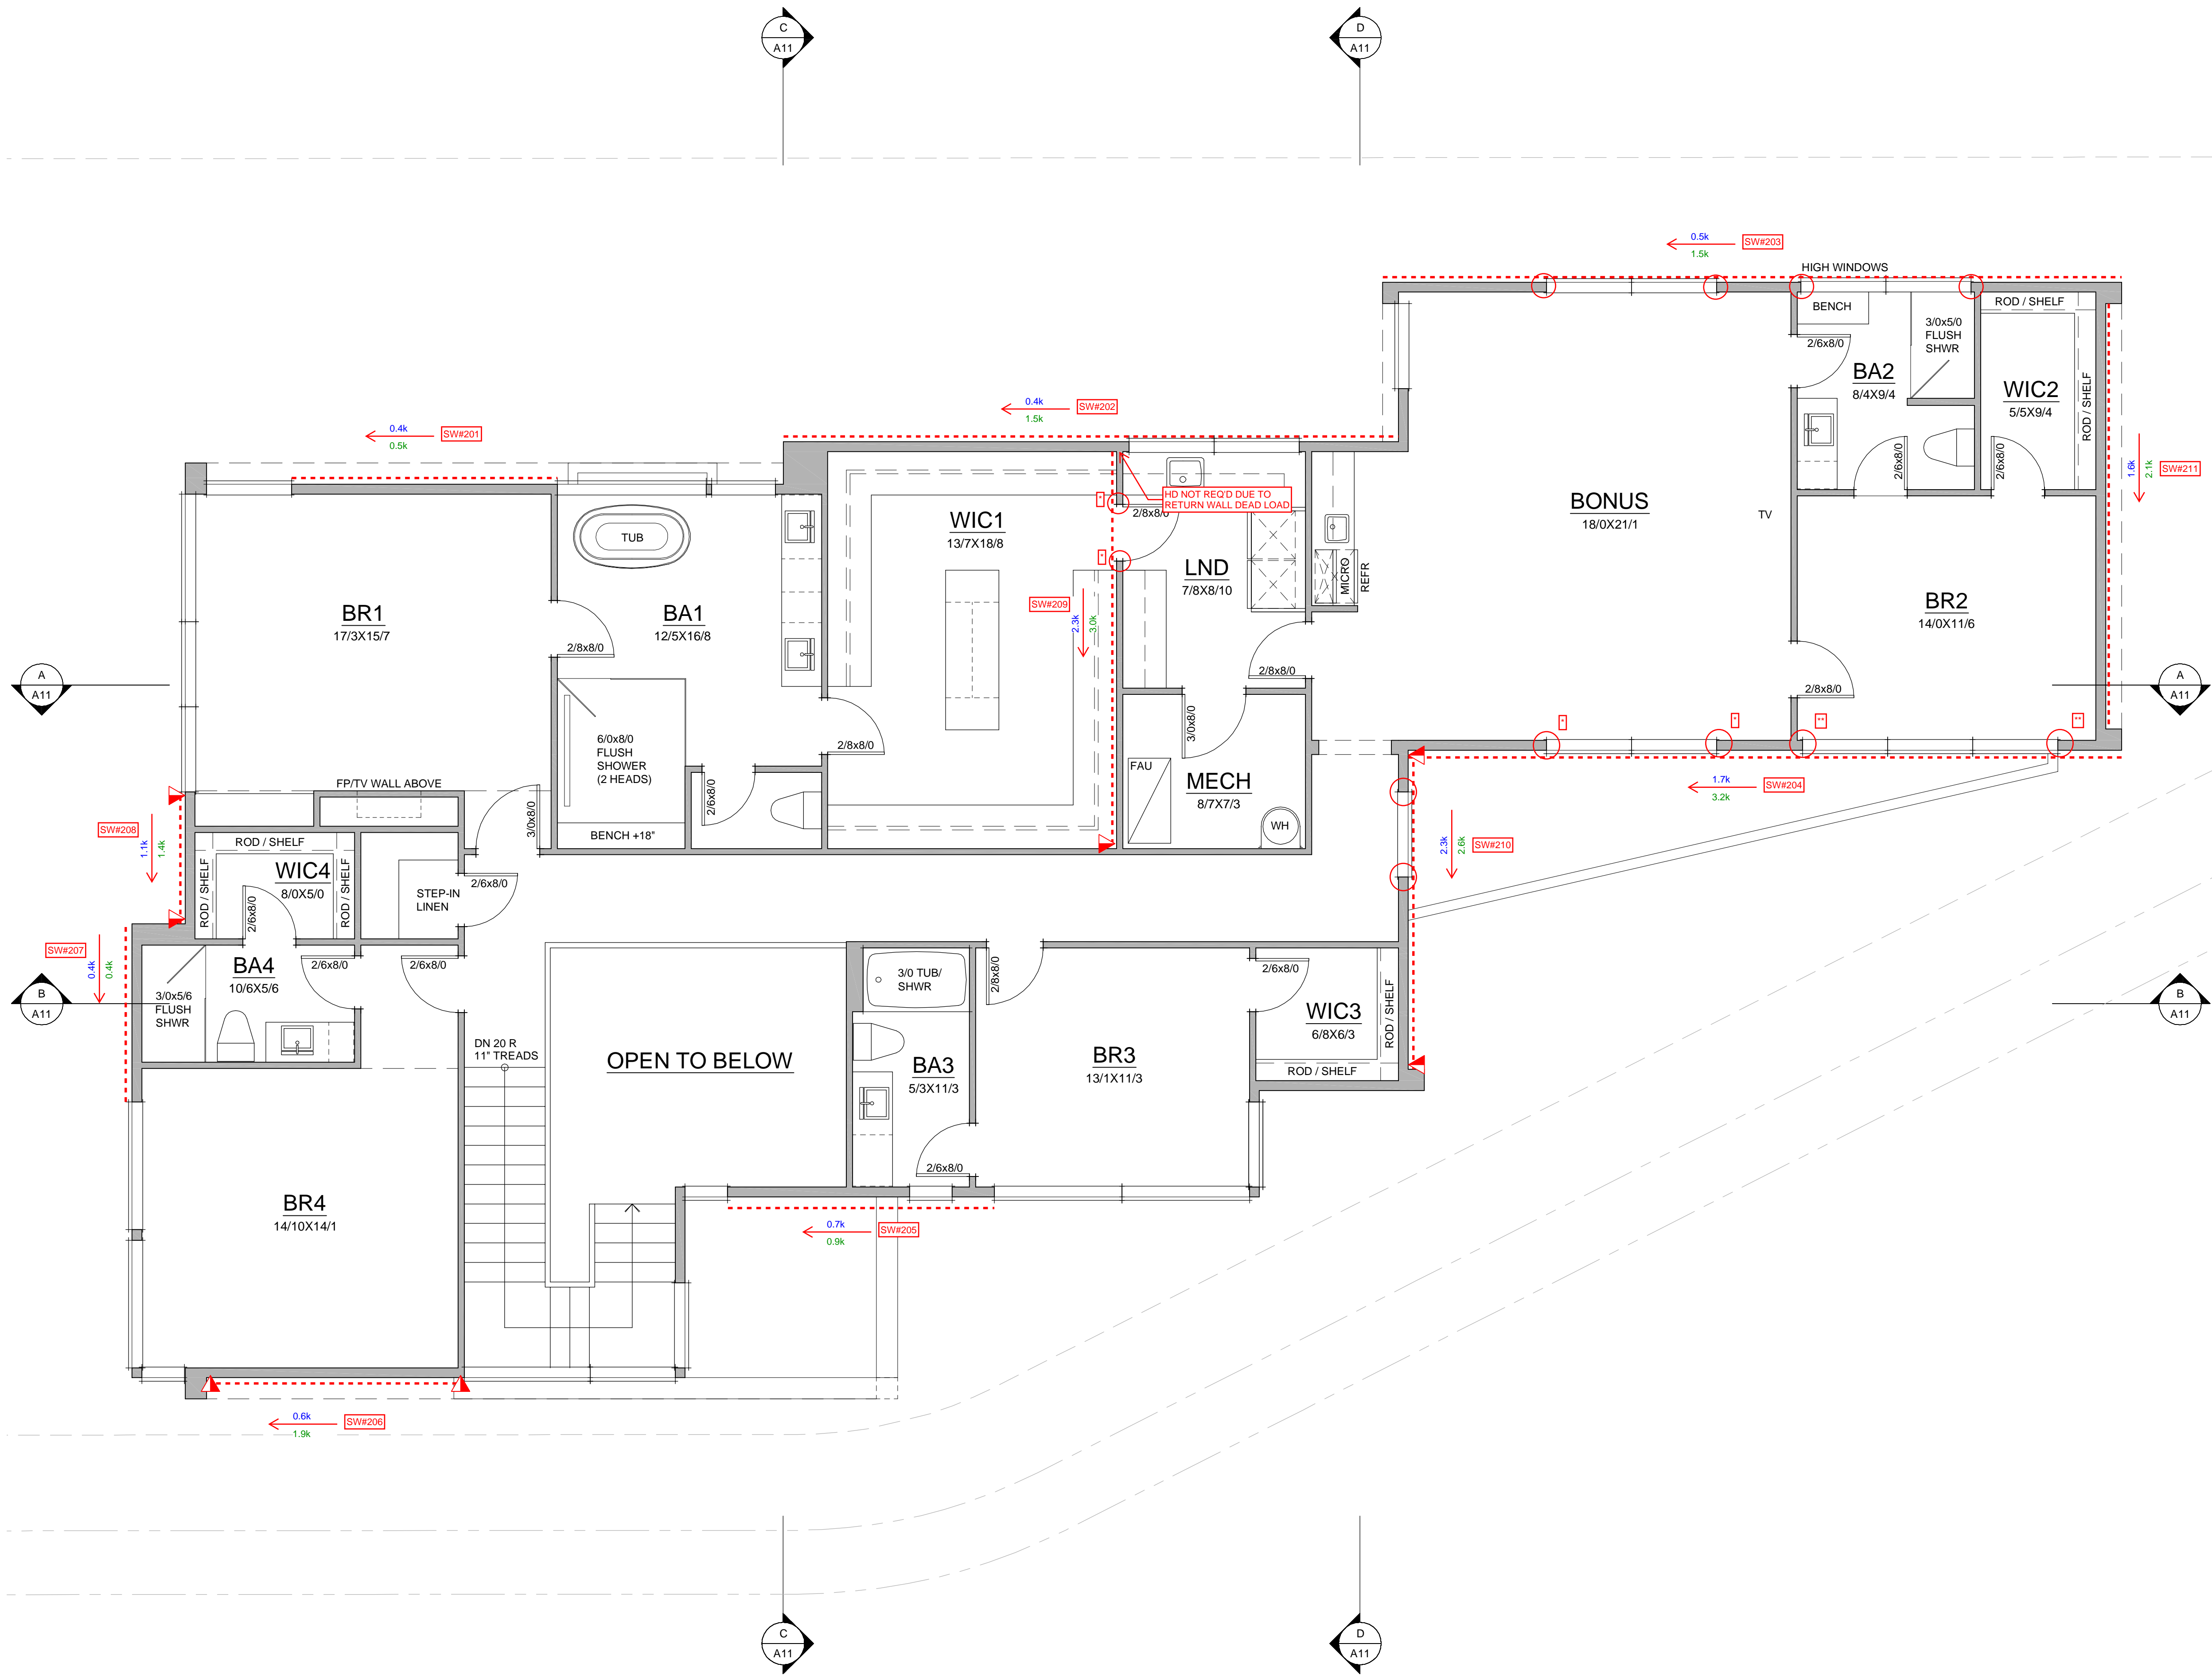 C
A11
D
A11
0.5k
1.5k
SW#203
HIGH WINDOWS
BENCH
ROD / SHELF
3/0x5/0
FLUSH
SHWR
2/6x8/0
BA2
8/4X9/4
WIC2
5/5X9/4
ROD / SHELF
2/6x8/0
2/6x8/0
0.4k
1.5k
SW#202
0.4k
0.5k
SW#201
1.6k
2.1k
SW#211
HD NOT REQ'D DUE TO
RETURN WALL DEAD LOAD
*
*
2/8x8/0
WIC1
13/7X18/8
BONUS
18/0X21/1
TV
TUB
LND
7/8X8/10
MICRO
REFR
BR1
17/3X15/7
BA1
12/5X16/8
SW#209
2.3k
3.0k
BR2
14/0X11/6
2/8x8/0
2/8x8/0
2/8x8/0
A
A11
A
A11
3/0x8/0
*
*
**
**
6/0x8/0
FLUSH
SHOWER
(2 HEADS)
2/8x8/0
FAU
MECH
8/7X7/3
WH
FP/TV WALL ABOVE
2/6x8/0
3/0x8/0
BENCH +18"
1.7k
3.2k
SW#204
SW#208
1.1k
1.4k
ROD / SHELF
ROD / SHELF
WIC4
8/0X5/0
ROD / SHELF
2/6x8/0
STEP-IN
LINEN
2/6x8/0
2.3k
2.6k
SW#210
SW#207
0.4k
0.4k
BA4
10/6X5/6
2/6x8/0
2/6x8/0
3/0x5/6
FLUSH
SHWR
3/0 TUB/
SHWR
2/8x8/0
2/6x8/0
WIC3
6/8X6/3
ROD / SHELF
ROD / SHELF
B
A11
B
A11
DN 20 R
11" TREADS
OPEN TO BELOW
BA3
5/3X11/3
BR3
13/1X11/3
2/6x8/0
BR4
14/10X14/1
0.7k
0.9k
SW#205
0.6k
1.9k
SW#206
C
A11
D
A11